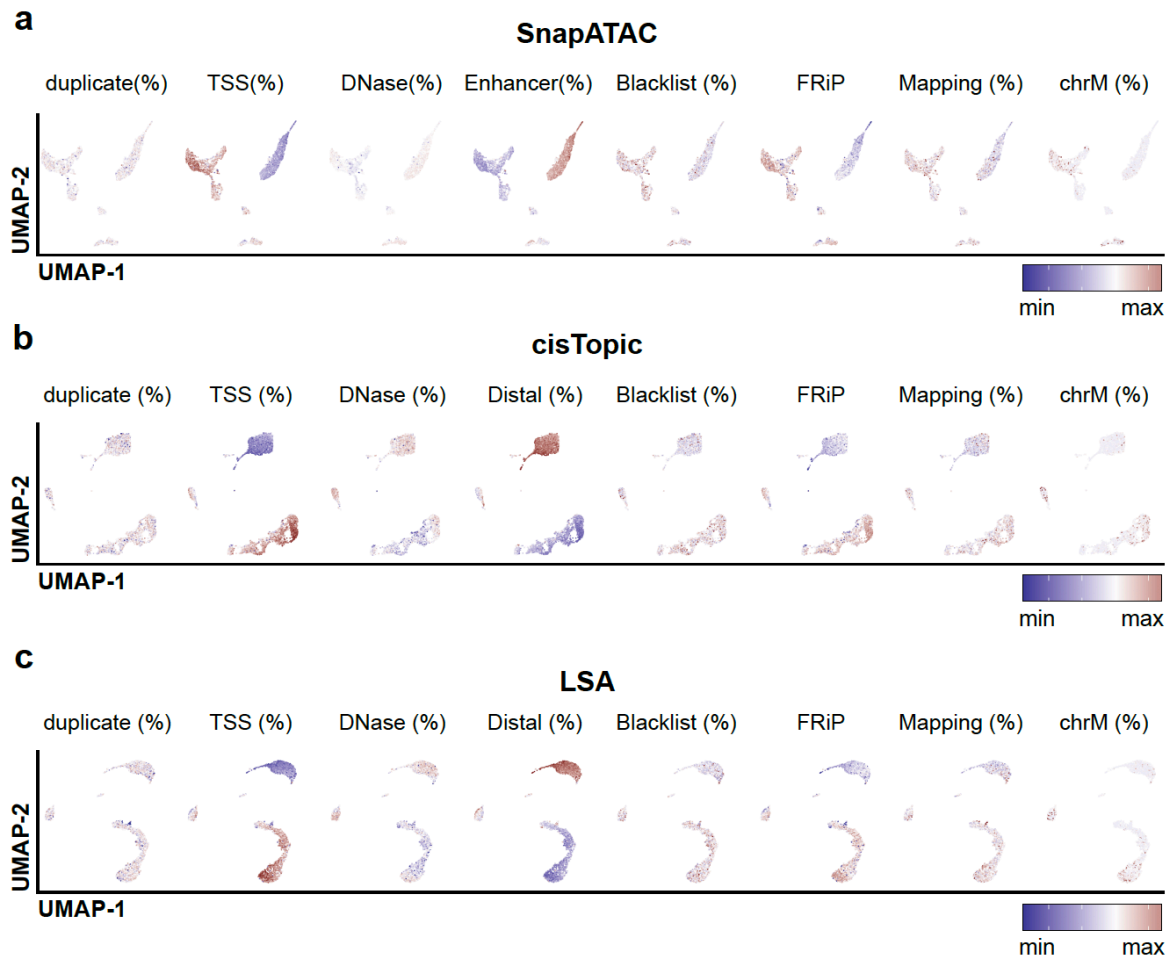 a
SnapATAC
duplicate(%) TSS(%) DNase(%) Enhancer(%) Blacklist (%) FRiP Mapping (%) chrM (%)
UMAP-2
UMAP-1
min max
b
cisTopic
duplicate (%) TSS (%) DNase (%) Distal (%) Blacklist (%) FRiP Mapping (%) chrM (%)
UMAP-2
UMAP-1
min max
c
LSA
duplicate (%) TSS (%) DNase (%) Distal (%) Blacklist (%) FRiP Mapping (%) chrM (%)
UMAP-2
UMAP-1
min max